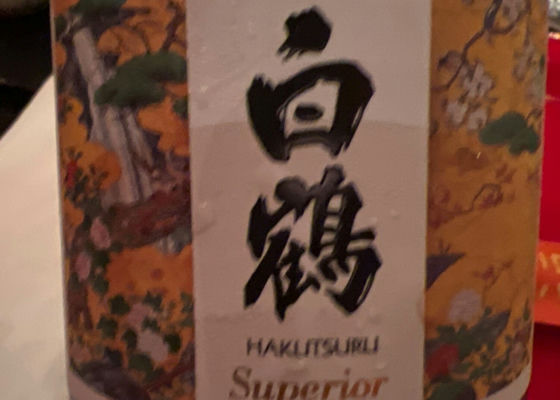 白
鶴
HAKUTSURU
Superior